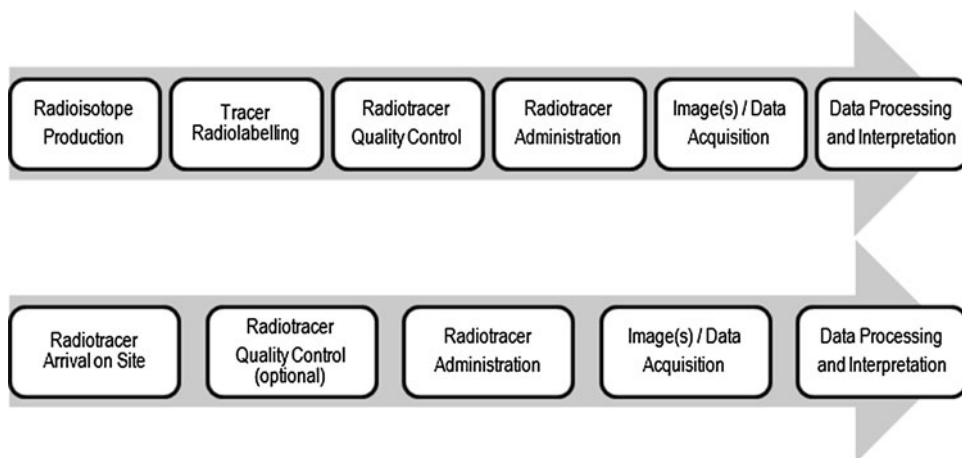 Radioisotope
Production
Tracer
Radiolabelling
Radiotracer
Quality Control
Radiotracer
Administration
Image(s) / Data
Acquisition
Data Processing
and Interpretation
Radiotracer
Arrival on Site
Radiotracer
Quality Control
(optional)
Radiotracer
Administration
Image(s) / Data
Acquisition
Data Processing
and Interpretation